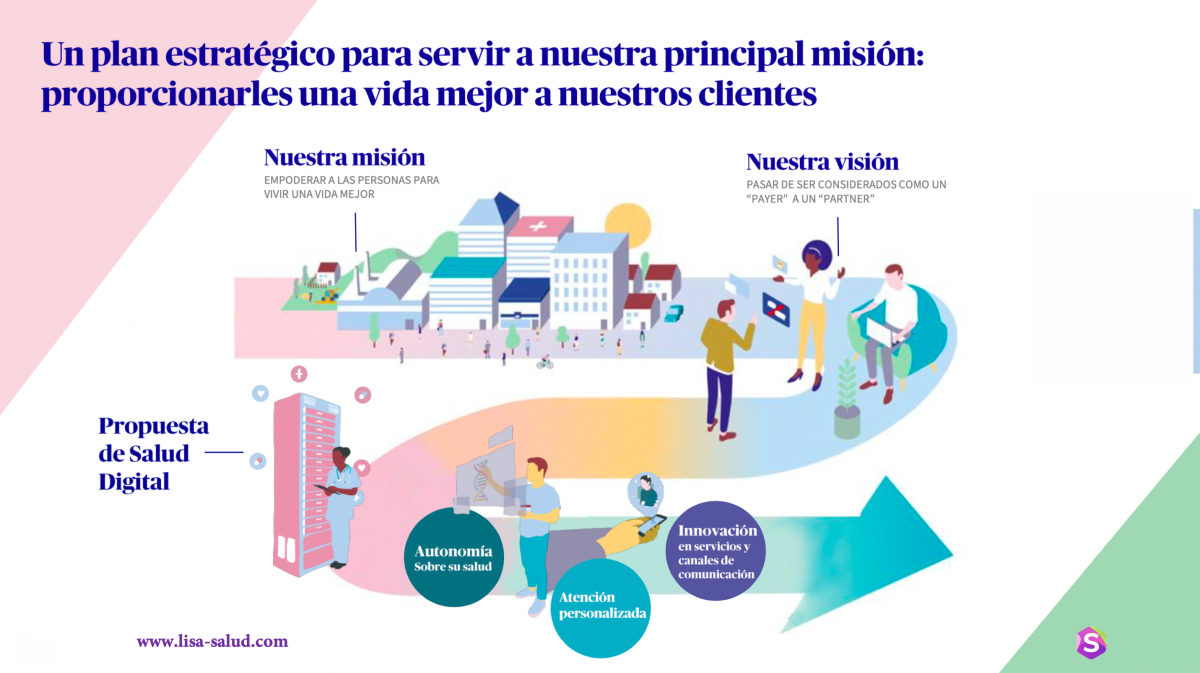 Un plan estratégico para servir a nuestra principal misión:
proporcionarles una vida mejor a nuestros clientes
Nuestra misión
EMPODERAR A LAS PERSONAS PARA
VIVIR UNA VIDA MEJOR
Nuestra visión
PASAR DE SER CONSIDERADOS COMO UN
“PAYER” A UN “PARTNER”
Propuesta
de Salud
Digital
Autonomía
Sobre su salud
Atención
personalizada
Innovación
en servicios y
canales de
comunicación
www.lisa-salud.com
S